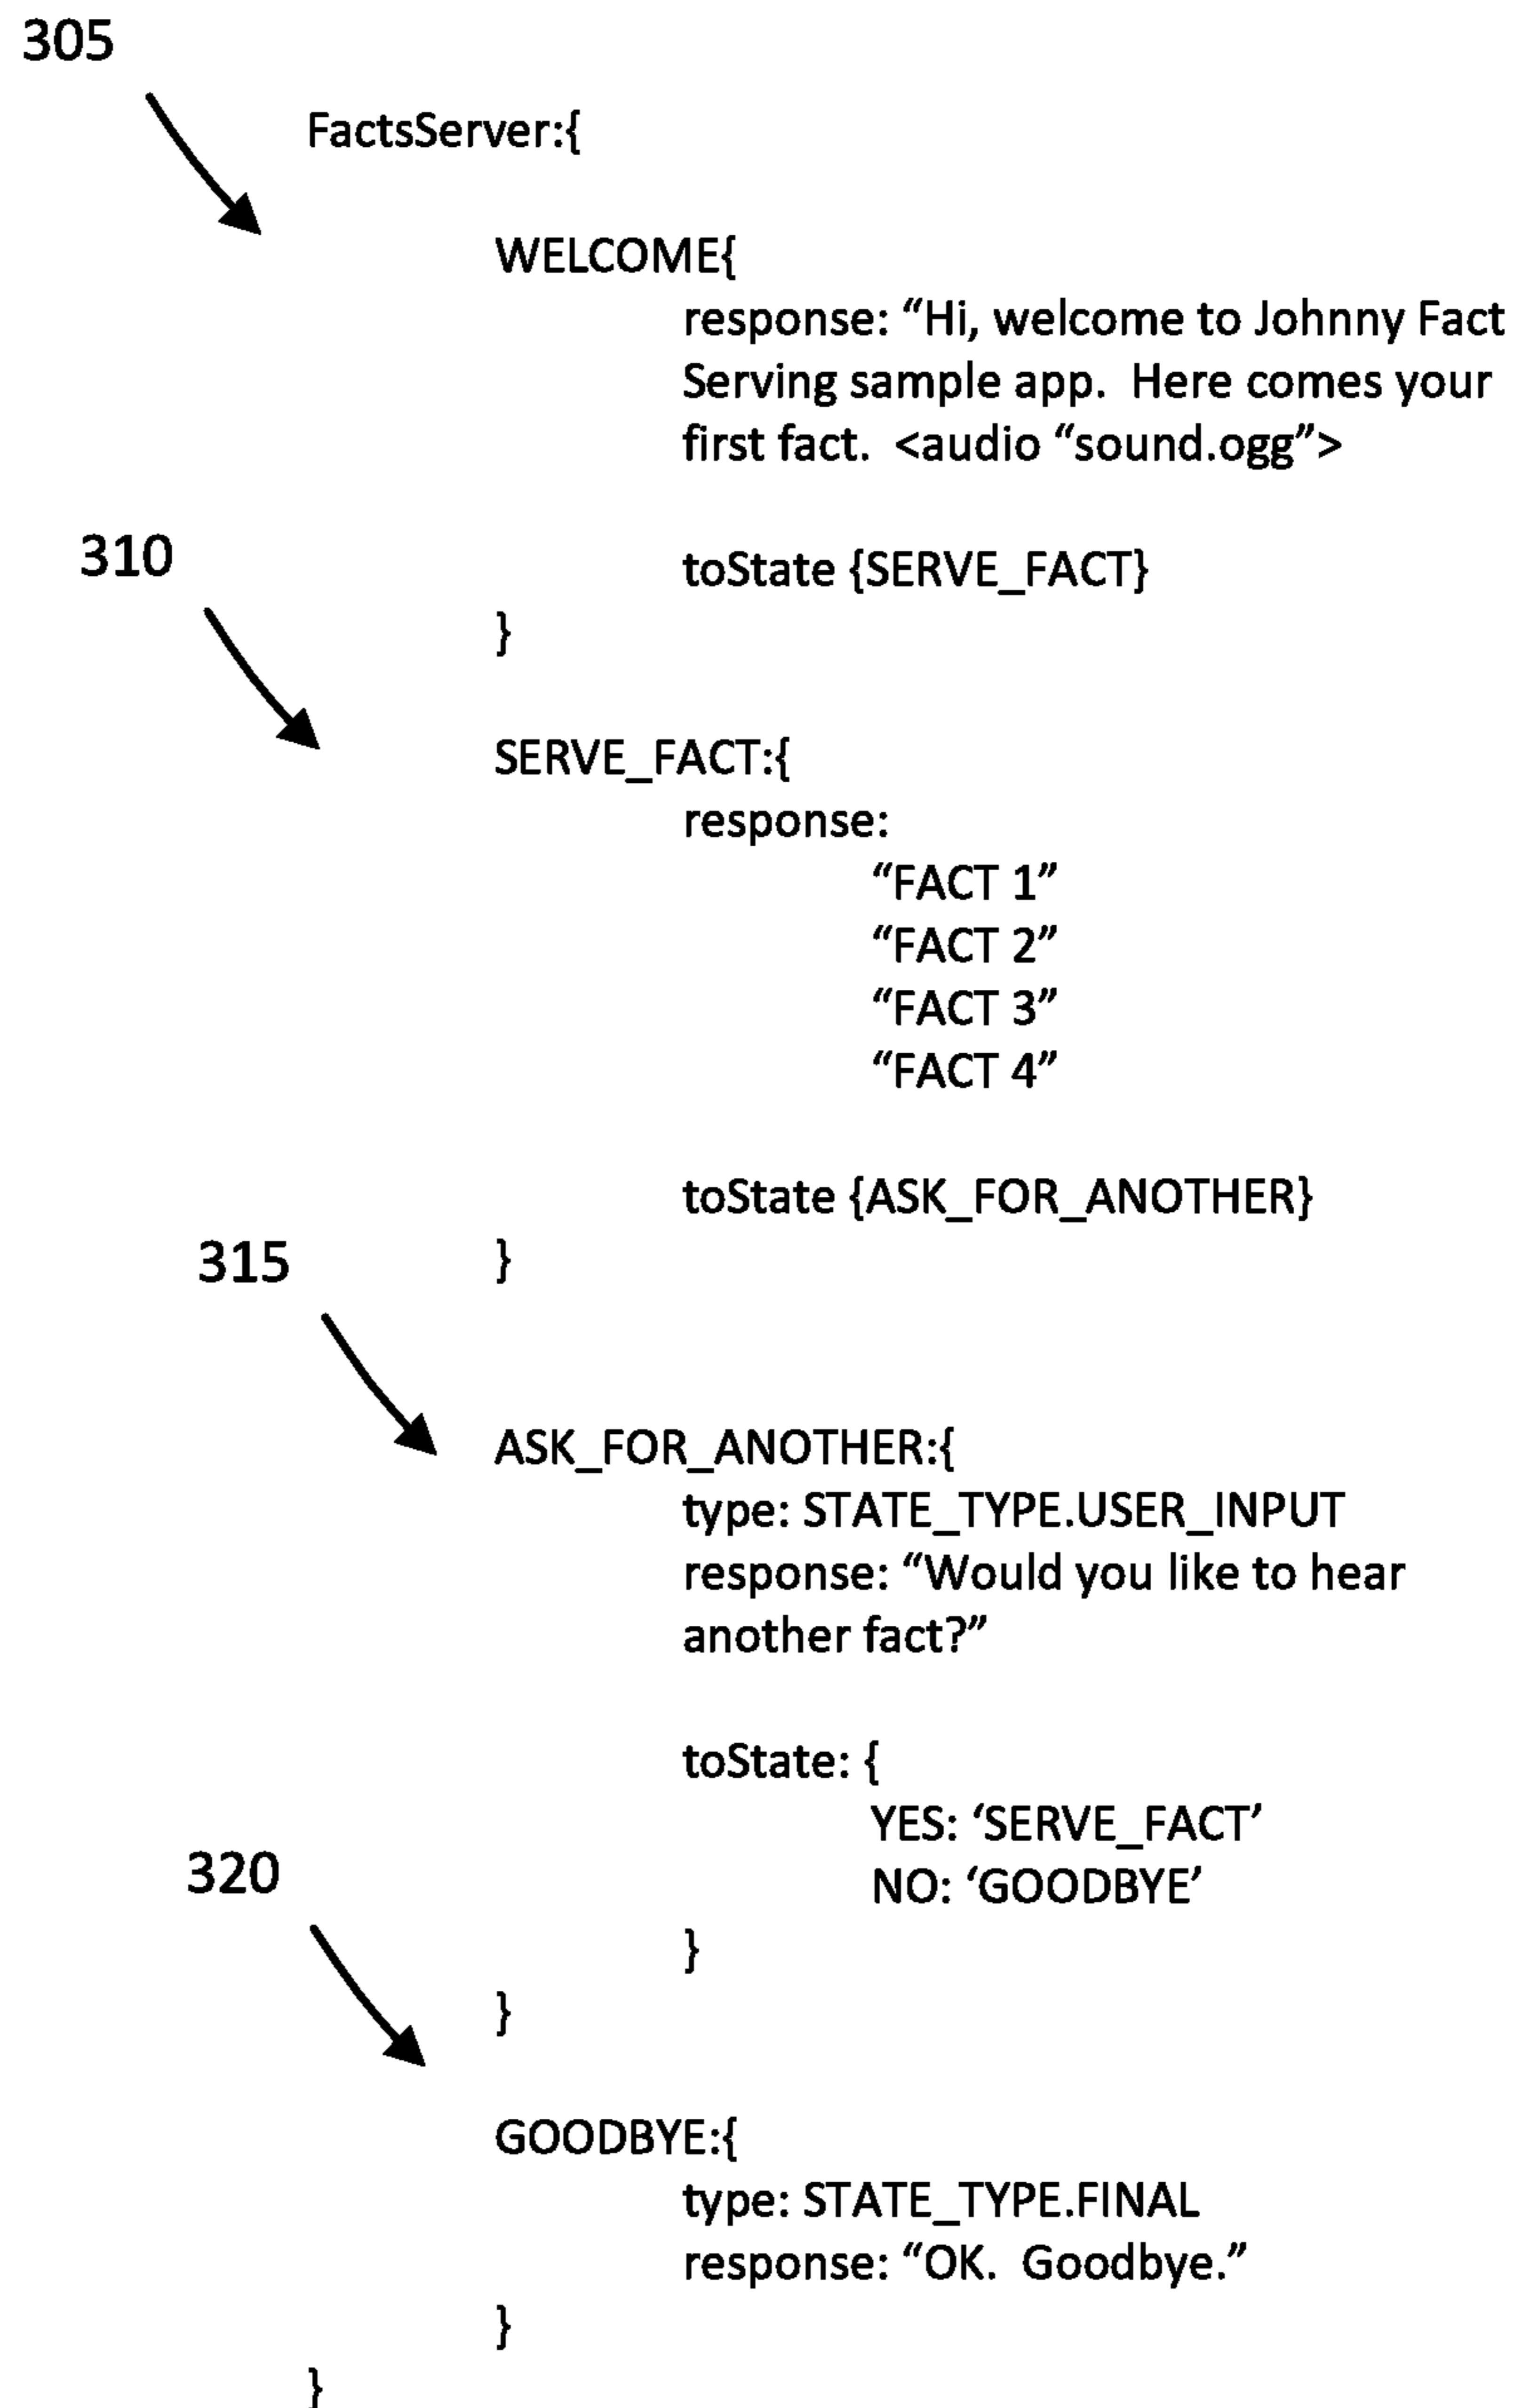 305
FactsServer:{
WELCOME{
response: “Hi, welcome to Johnny Fact
Serving sample app.  Here comes your
first fact.  <audio “sound.ogg”>
310
toState {SERVE_FACT}
}
SERVE_FACT:{
response:
“FACT 1”
“FACT 2”
“FACT 3”
“FACT 4”
toState {ASK_FOR_ANOTHER}
315
}
ASK_FOR_ANOTHER:{
type: STATE_TYPE.USER_INPUT
response: “Would you like to hear
another fact?”
toState: {
YES: ‘SERVE_FACT’
320
NO: ‘GOODBYE’
}
}
GOODBYE:{
type: STATE_TYPE.FINAL
response: “OK.  Goodbye.”
}
}